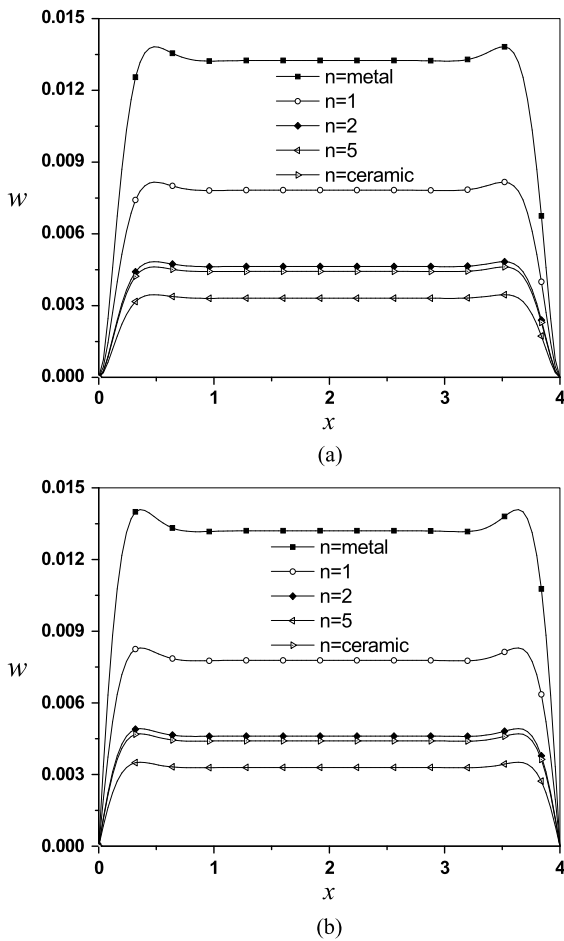 0.015
0.012
0.009
0.006
0.003
0.000
w
n=metal
n=1
n=2
n=5
n=ceramic
0 1 2 3 4
x
(a)
0.015
0.012
0.009
0.006
0.003
0.000
w
n=metal
n=1
n=2
n=5
n=ceramic
0 1 2 3 4
x
(b)